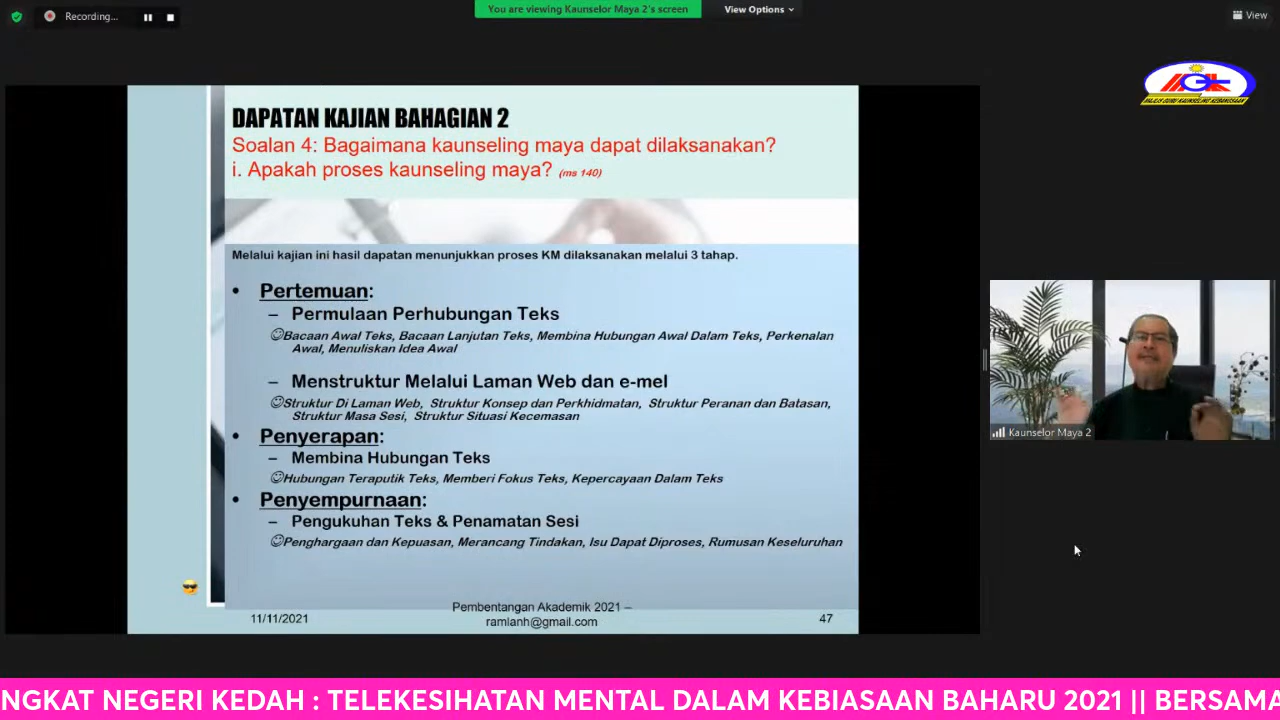 Recording...
You are viewing Kaunselor Maya 2's screen
View Options
View
DAPATAN KAJIAN BAHAGIAN 2
Soalan 4: Bagaimana kaunseling maya dapat dilaksanakan?
i. Apakah proses kaunseling maya? (ms 140)
Melalui kajian ini hasil dapatan menunjukkan proses KM dilaksanakan melalui 3 tahap.
• Pertemuan:
– Permulaan Perhubungan Teks
☺Bacaan Awal Teks, Bacaan Lanjutan Teks, Membina Hubungan Awal Dalam Teks, Perkenalan
Awal, Menuliskan Idea Awal
– Menstruktur Melalui Laman Web dan e-mel
☺Struktur Di Laman Web, Struktur Konsep dan Perkhidmatan, Struktur Peranan dan Batasan,
Struktur Masa Sesi, Struktur Situasi Kecemasan
• Penyerapan:
– Membina Hubungan Teks
☺Hubungan Teraputik Teks, Memberi Fokus Teks, Kepercayaan Dalam Teks
• Penyempurnaan:
– Pengukuhan Teks & Penamatan Sesi
☺Penghargaan dan Kepuasan, Merancang Tindakan, Isu Dapat Diproses, Rumusan Keseluruhan
11/11/2021
Pembentangan Akademik 2021 –
ramlanh@gmail.com
47
Kaunselor Maya 2
NGKAT NEGERI KEDAH : TELEKESIHATAN MENTAL DALAM KEBIASAAN BAHARU 2021 || BERSAMA